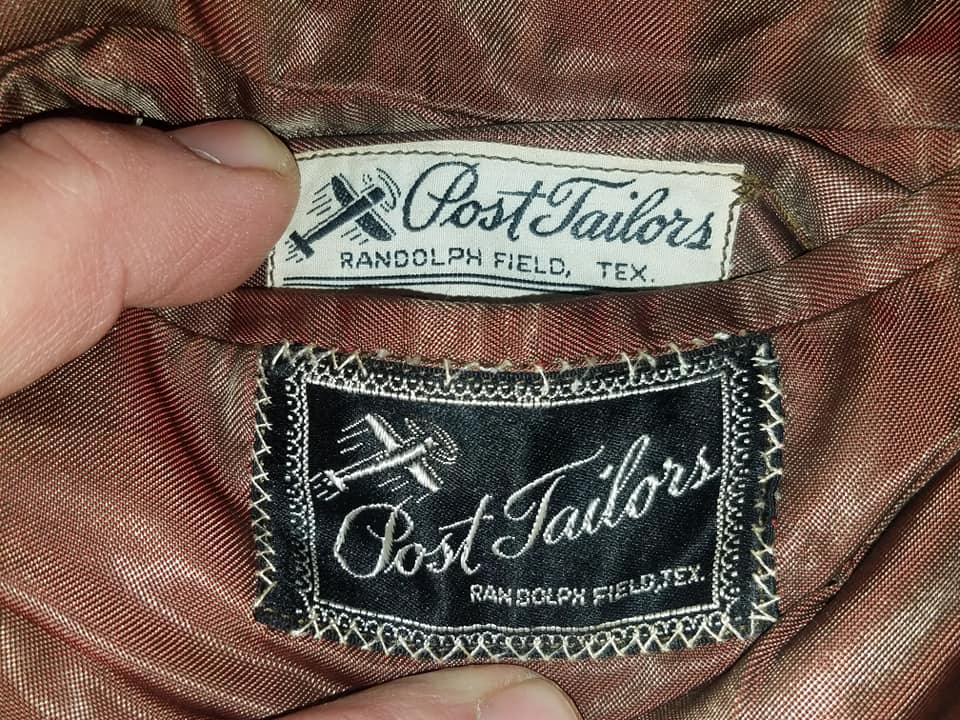 Post Tailors
RANDOLPH FIELD, TEX.
Post Tailors
RANDOLPH FIELD, TEX.